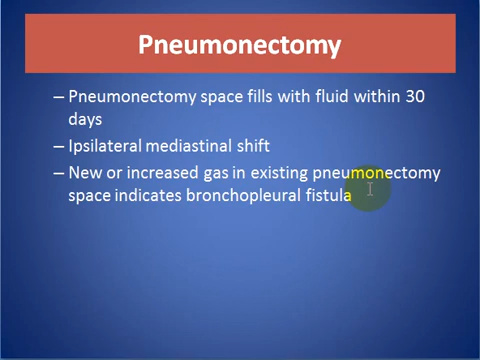 Pneumonectomy
– Pneumonectomy space fills with fluid within 30
days
– Ipsilateral mediastinal shift
– New or increased gas in existing pneumonectomy
space indicates bronchopleural fistula